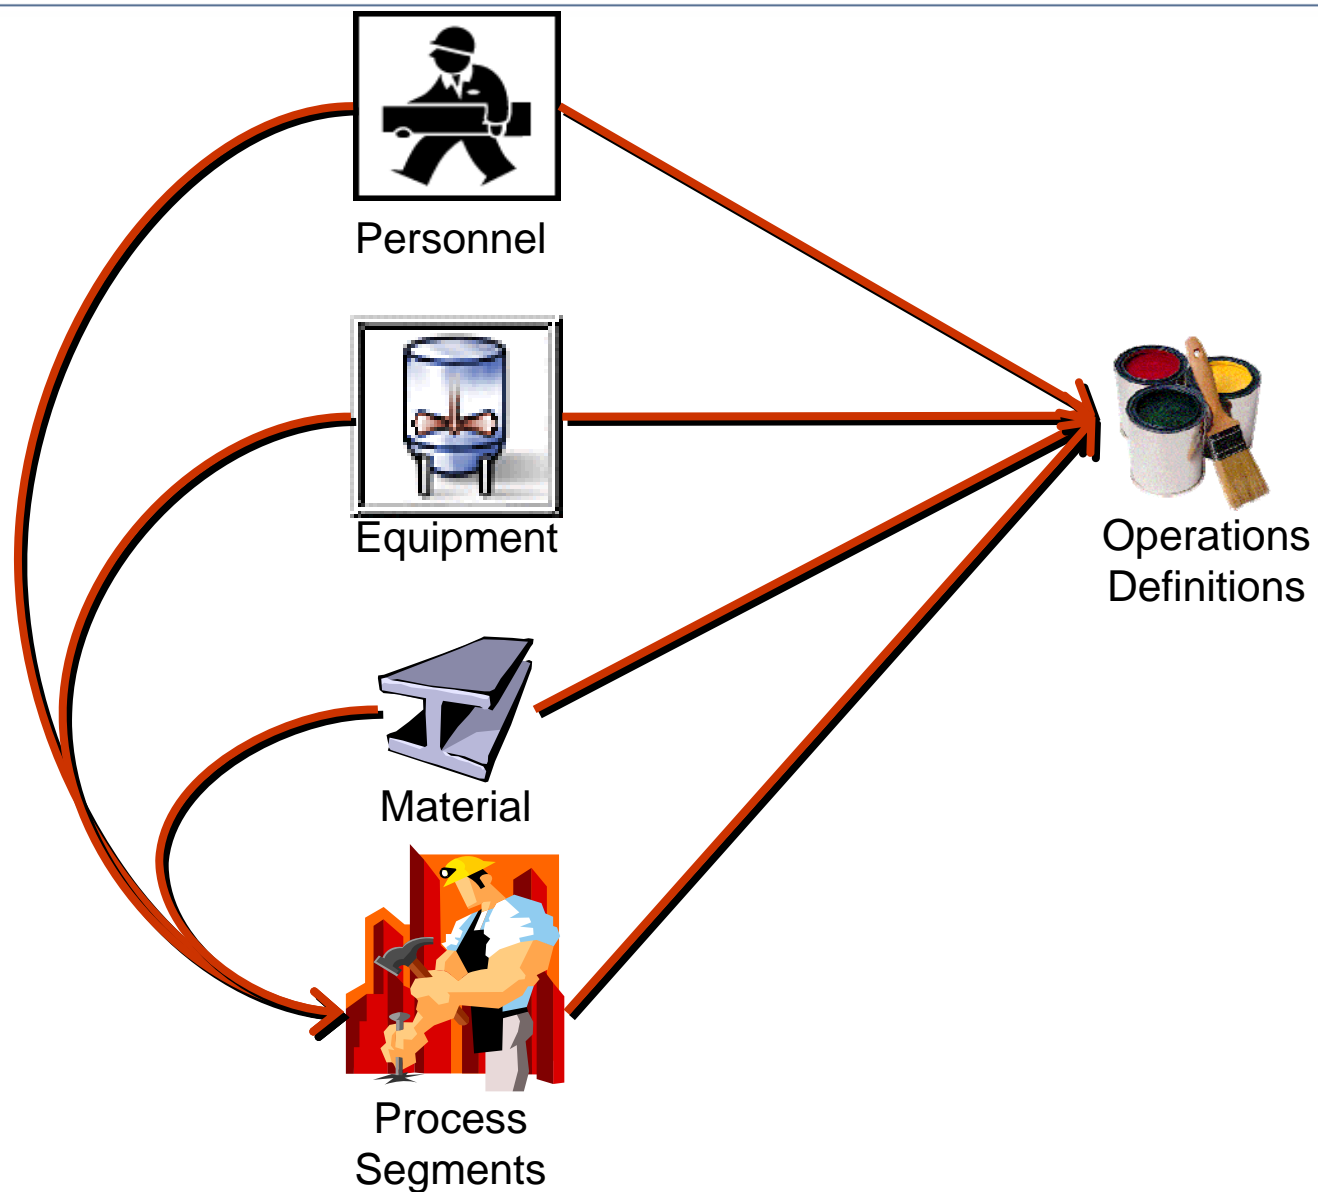 Personnel
Equipment
Operations
Definitions
Material
Process
Segments